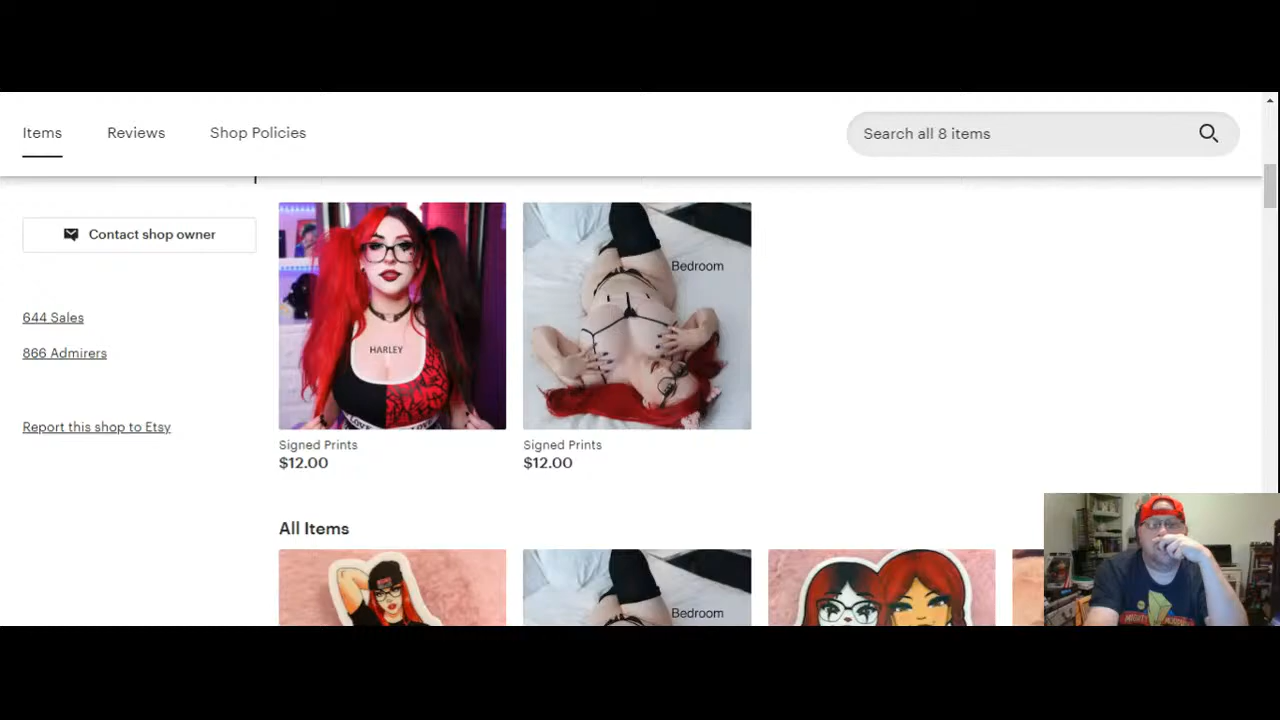 Items
Reviews
Shop Policies
Search all 8 items
Contact shop owner
644 Sales
866 Admirers
Report this shop to Etsy
HARLEY
Bedroom
Signed Prints
$12.00
Signed Prints
$12.00
All Items
Bedroom